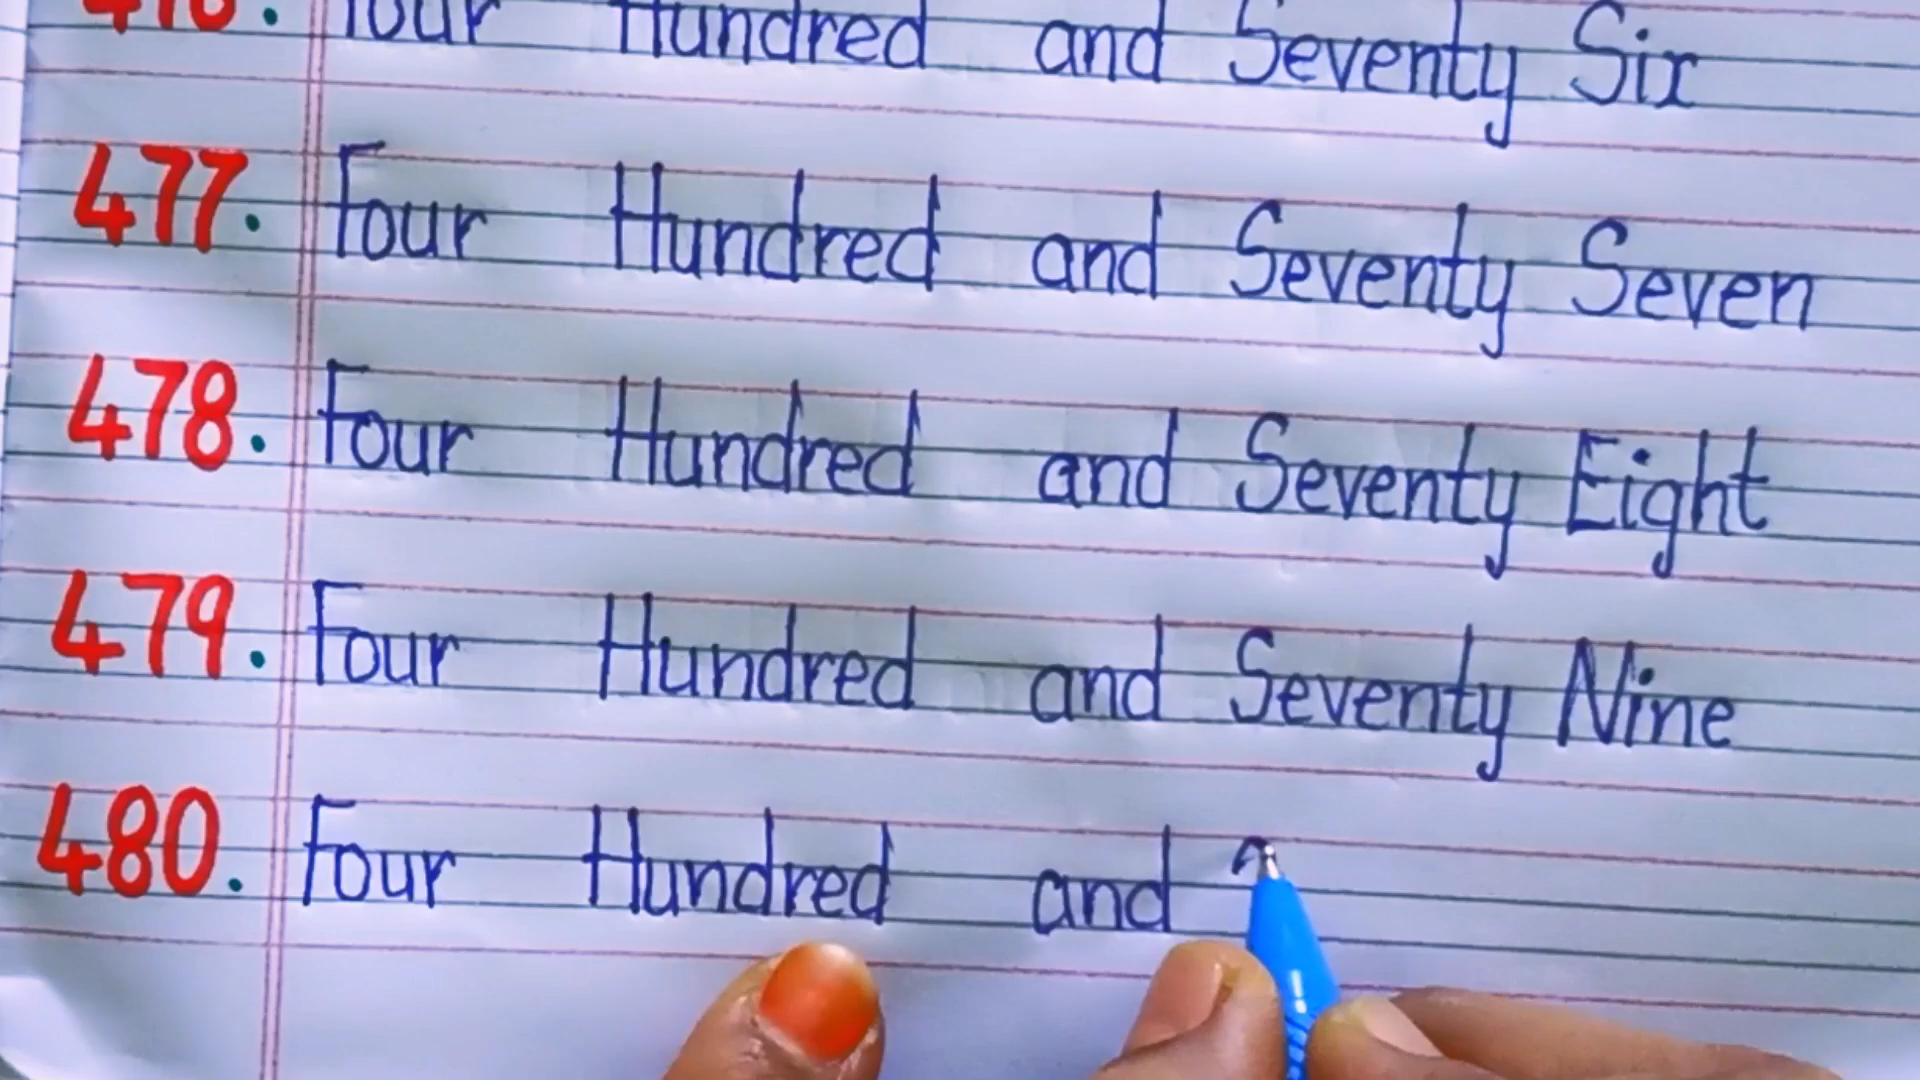 476. Four Hundred and Seventy Six
477. Four Hundred and Seventy Seven
478. Four Hundred and Seventy Eight
479. Four Hundred and Seventy Nine
480. Four Hundred and